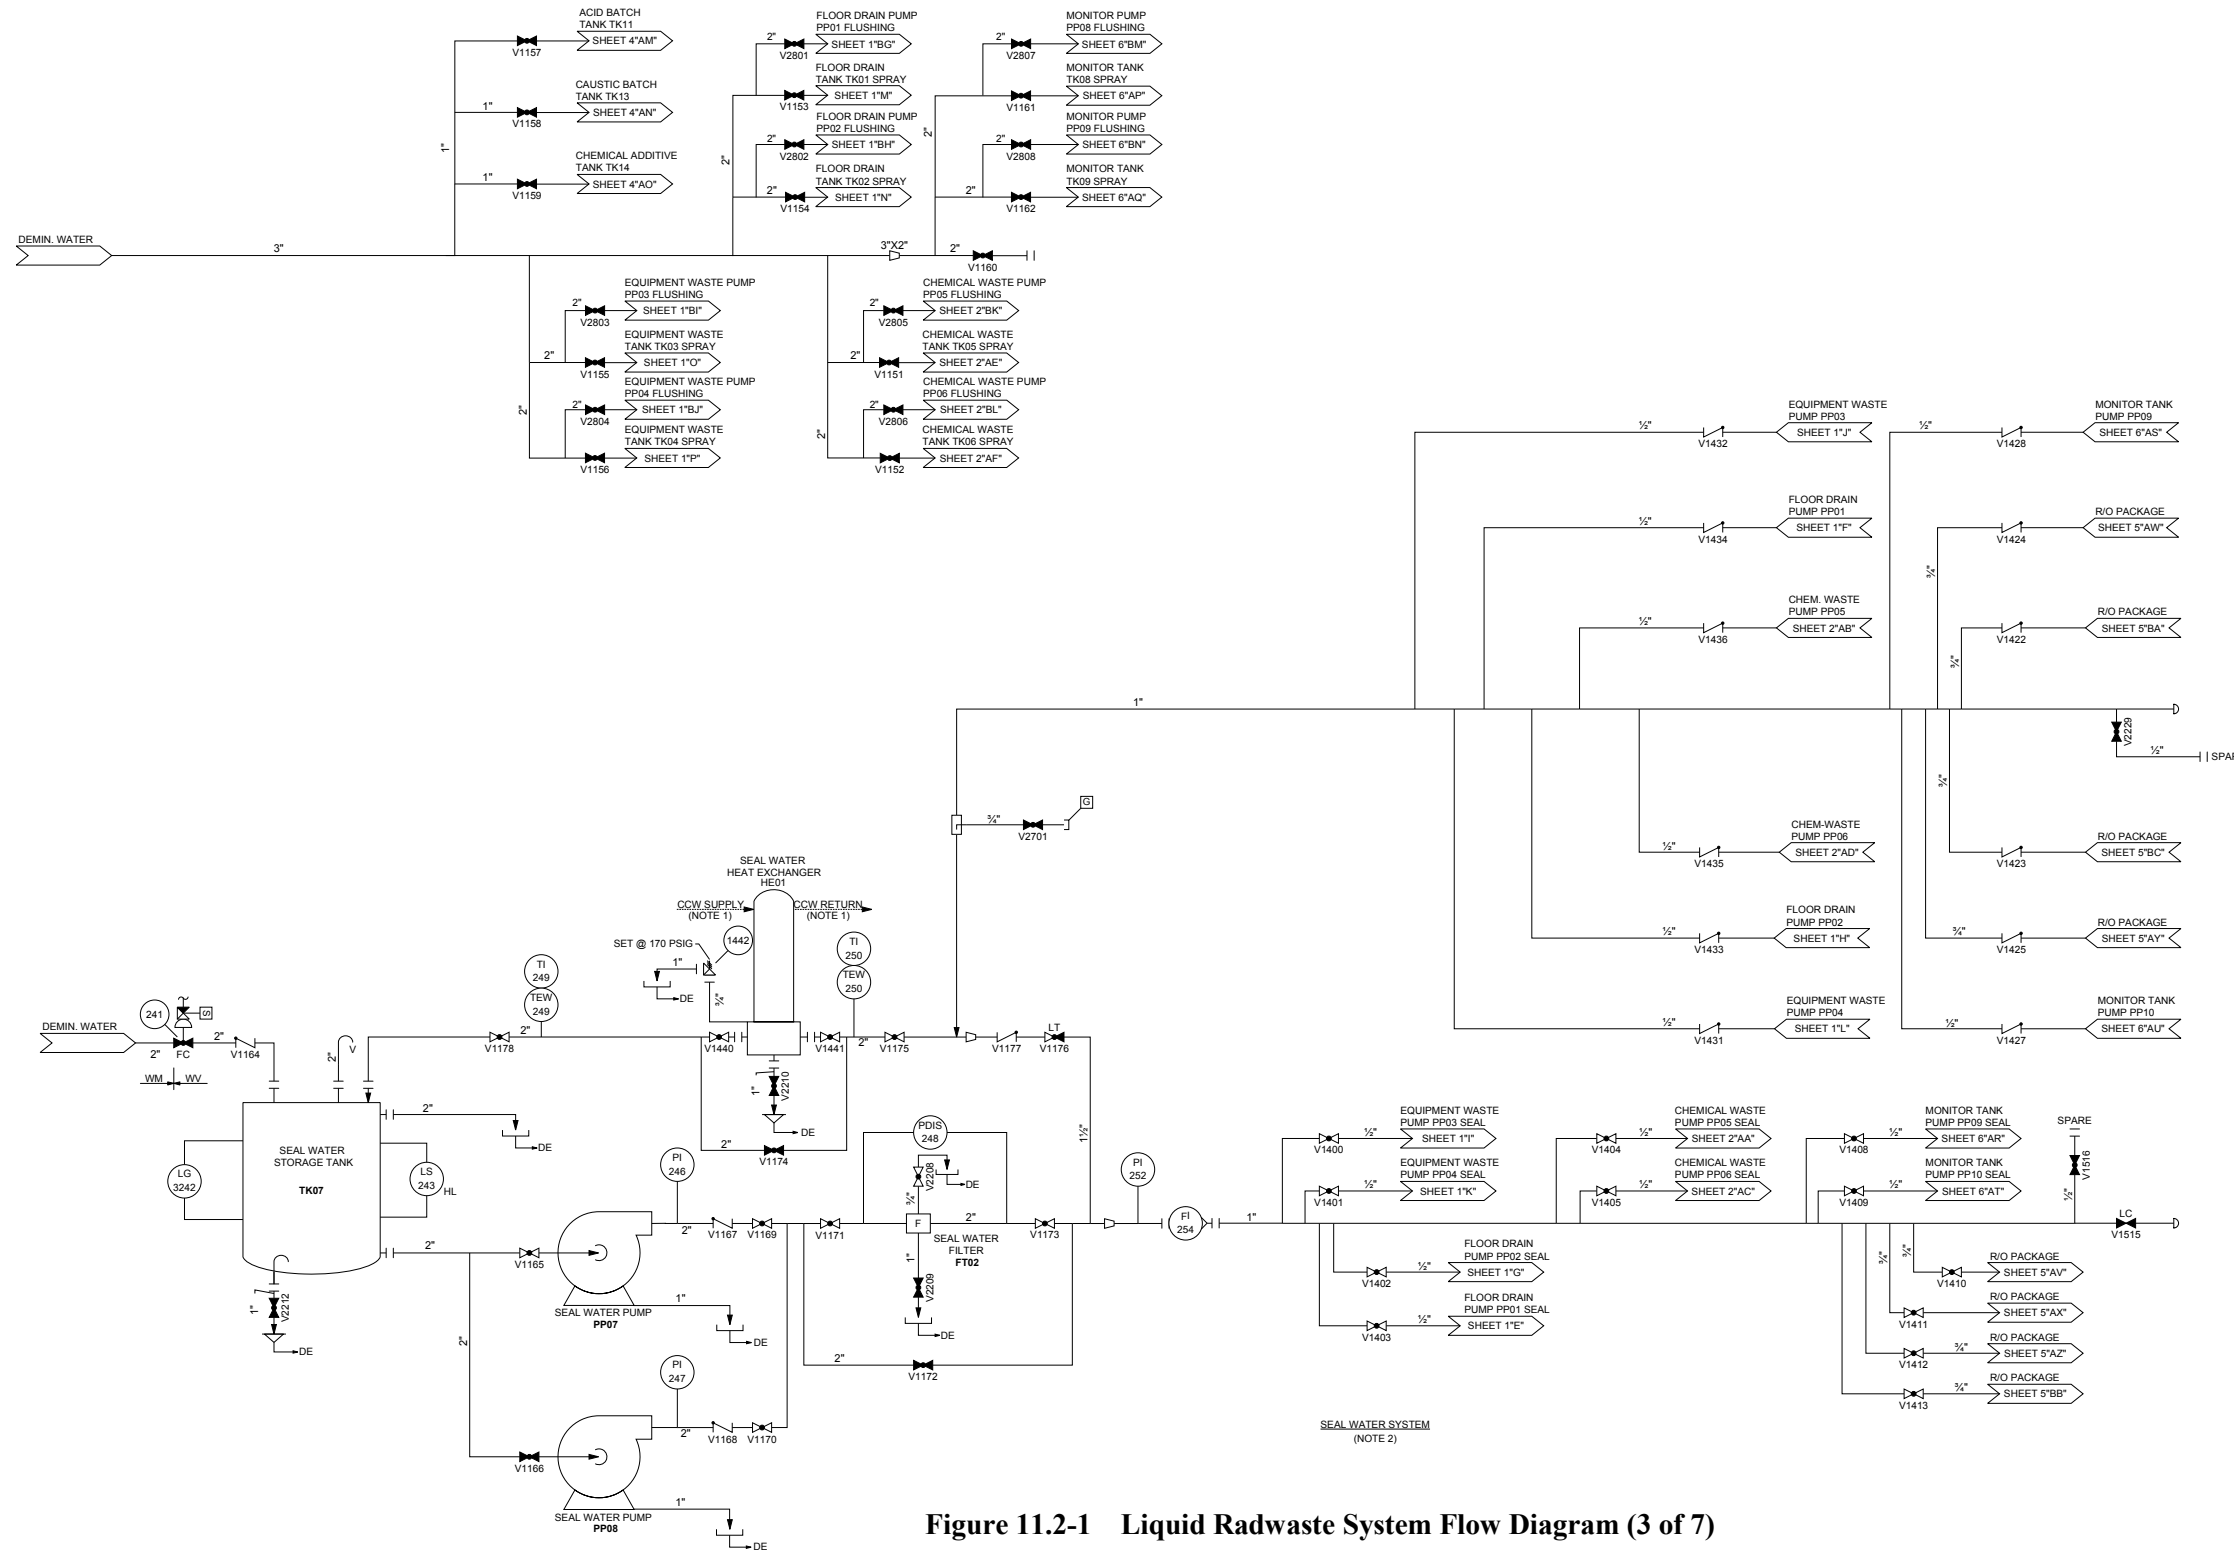 ACID BATCH
TANK TK11
SHEET 4"AM"
V1157
CAUSTIC BATCH
TANK TK13
1"
SHEET 4"AN"
V1158
1"
CHEMICAL ADDITIVE
TANK TK14
1"
SHEET 4"AO"
V1159
FLOOR DRAIN PUMP
PP01 FLUSHING
2"
SHEET 1"BG"
V2801
FLOOR DRAIN
TANK TK01 SPRAY
SHEET 1"M"
V1153
FLOOR DRAIN PUMP
PP02 FLUSHING
2"
SHEET 1"BH"
V2802
2"
FLOOR DRAIN
TANK TK02 SPRAY
2"
SHEET 1"N"
V1154
MONITOR PUMP
PP08 FLUSHING
2"
SHEET 6"BM"
V2807
MONITOR TANK
TK08 SPRAY
SHEET 6"AP"
V1161
2"
MONITOR PUMP
PP09 FLUSHING
2"
SHEET 6"BN"
V2808
MONITOR TANK
TK09 SPRAY
2"
SHEET 6"AQ"
V1162
DEMIN. WATER
3"
3"X2"
2"
V1160
EQUIPMENT WASTE PUMP
PP03 FLUSHING
2"
SHEET 1"BI"
V2803
EQUIPMENT WASTE
TANK TK03 SPRAY
2"
SHEET 1"O"
V1155
EQUIPMENT WASTE PUMP
PP04 FLUSHING
2"
SHEET 1"BJ"
V2804
2"
EQUIPMENT WASTE
TANK TK04 SPRAY
SHEET 1"P"
V1156
CHEMICAL WASTE PUMP
PP05 FLUSHING
2"
SHEET 2"BK"
V2805
CHEMICAL WASTE
TANK TK05 SPRAY
2"
SHEET 2"AE"
V1151
CHEMICAL WASTE PUMP
PP06 FLUSHING
2"
SHEET 2"BL"
V2806
2"
CHEMICAL WASTE
TANK TK06 SPRAY
SHEET 2"AF"
V1152
EQUIPMENT WASTE
PUMP PP03
½"
SHEET 1"J"
V1432
FLOOR DRAIN
PUMP PP01
½"
SHEET 1"F"
V1434
CHEM. WASTE
PUMP PP05
½"
SHEET 2"AB"
V1436
MONITOR TANK
PUMP PP09
½"
SHEET 6"AS"
V1428
R/O PACKAGE
SHEET 5"AW"
V1424
¾"
R/O PACKAGE
SHEET 5"BA"
V1422
¾"
1"
V2229
½"
SPAR
¾"
CHEM-WASTE
PUMP PP06
½"
SHEET 2"AD"
V1435
R/O PACKAGE
SHEET 5"BC"
V1423
FLOOR DRAIN
PUMP PP02
½"
SHEET 1"H"
V1433
R/O PACKAGE
¾"
SHEET 5"AY"
V1425
EQUIPMENT WASTE
PUMP PP04
½"
SHEET 1"L"
V1431
MONITOR TANK
PUMP PP10
½"
SHEET 6"AU"
V1427
G
¾"
V2701
SEAL WATER
HEAT EXCHANGER
HE01
CCW SUPPLY
(NOTE 1)
CCW RETURN
(NOTE 1)
SET @ 170 PSIG
1442
1"
DE
¾"
TI
249
TEW
249
TI
250
TEW
250
DEMIN. WATER
241
S
2"
FC
2"
V1164
WM
WV
2"
V
V1178
2"
V1440
V1441
2"
V1175
V1177
LT
V1176
1"
V2210
DE
2"
V1174
1½"
SEAL WATER
STORAGE TANK
TK07
LG
3242
LS
243
HL
2"
DE
2"
1"
V2212
DE
PI
246
V1165
2"
V1167
V1169
SEAL WATER PUMP
PP07
1"
DE
2"
PI
247
V1166
2"
V1168
V1170
SEAL WATER PUMP
PP08
1"
DE
PDIS
248
V2208
¾"
DE
V1171
F
2"
V1173
SEAL WATER
FILTER
FT02
1"
V2209
DE
2"
V1172
PI
252
FI
254
1"
EQUIPMENT WASTE
PUMP PP03 SEAL
½"
SHEET 1"I"
V1400
EQUIPMENT WASTE
PUMP PP04 SEAL
½"
SHEET 1"K"
V1401
FLOOR DRAIN
PUMP PP02 SEAL
½"
SHEET 1"G"
V1402
FLOOR DRAIN
PUMP PP01 SEAL
½"
SHEET 1"E"
V1403
CHEMICAL WASTE
PUMP PP05 SEAL
½"
SHEET 2"AA"
V1404
CHEMICAL WASTE
PUMP PP06 SEAL
½"
SHEET 2"AC"
V1405
MONITOR TANK
PUMP PP09 SEAL
½"
SHEET 6"AR"
V1408
MONITOR TANK
PUMP PP10 SEAL
½"
SHEET 6"AT"
V1409
SPARE
V1516
½"
LC
V1515
¾"
¾"
R/O PACKAGE
SHEET 5"AV"
V1410
R/O PACKAGE
SHEET 5"AX"
V1411
R/O PACKAGE
¾"
SHEET 5"AZ"
V1412
R/O PACKAGE
¾"
SHEET 5"BB"
V1413
SEAL WATER SYSTEM
(NOTE 2)
Figure 11.2-1 Liquid Radwaste System Flow Diagram (3 of 7)